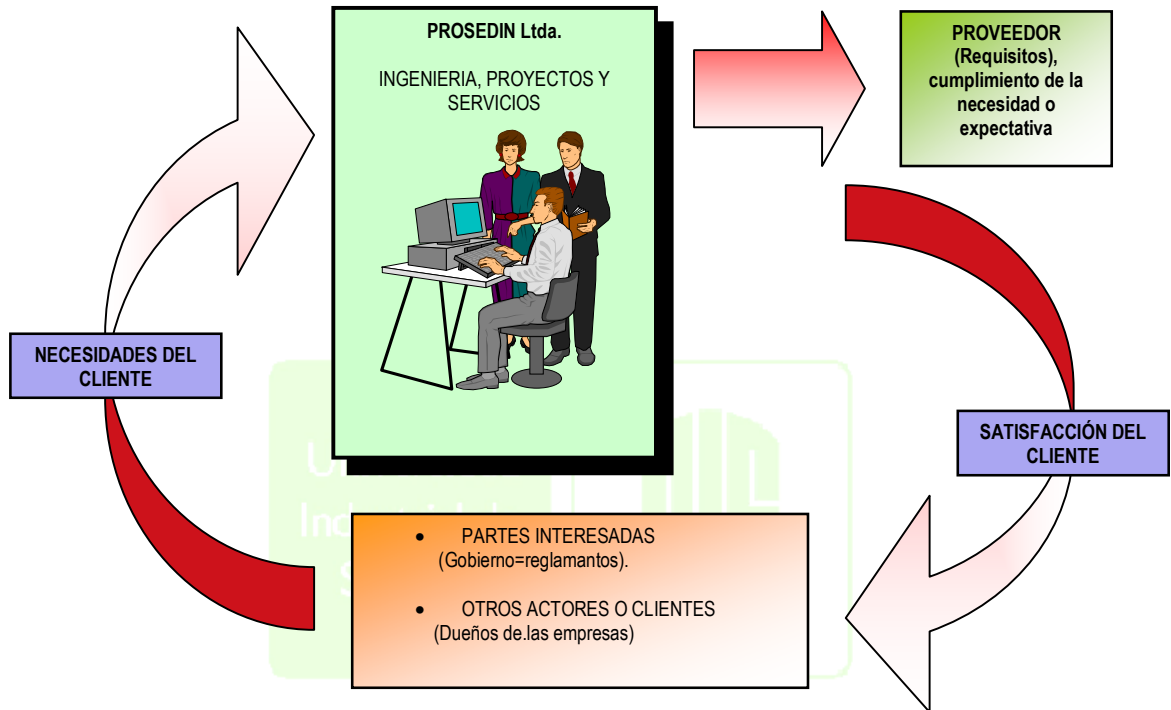 PROSEDIN Ltda.
INGENIERIA, PROYECTOS Y
SERVICIOS
PROVEEDOR
(Requisitos),
cumplimiento de la
necesidad o
expectativa
NECESIDADES DEL
CLIENTE
SATISFACCIÓN DEL
CLIENTE
• PARTES INTERESADAS
(Gobierno=reglamantos).
• OTROS ACTORES O CLIENTES
(Dueños de.las empresas)